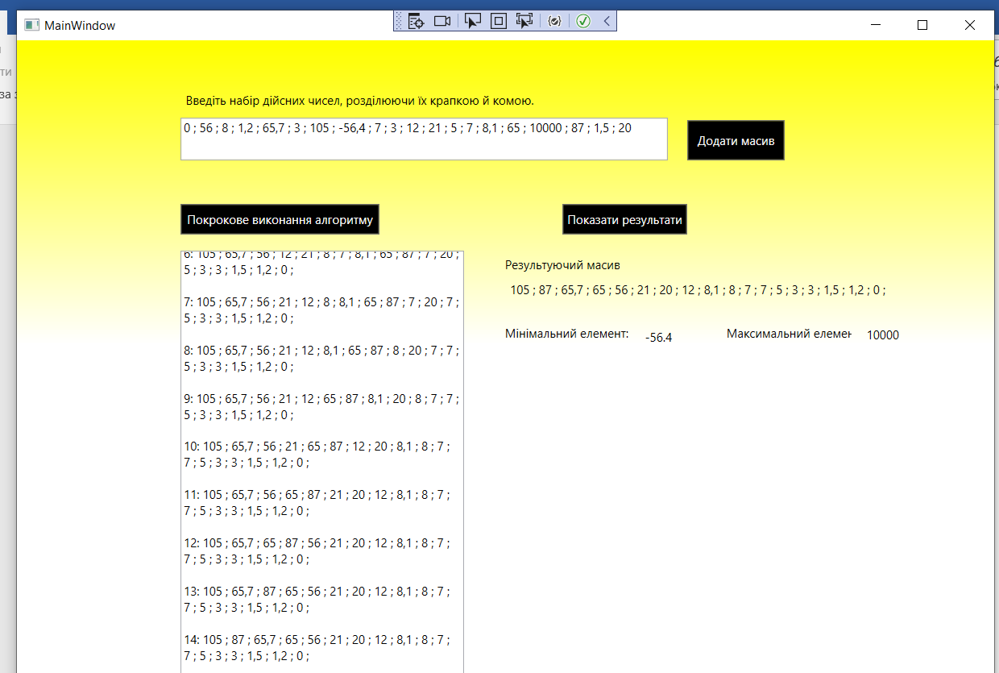 MainWindow
ти
за з
Введіть набір дійсних чисел, розділюючи їх крапкою й комою.
0 ; 56 ; 8 ; 1,2 ; 65,7 ; 3 ; 105 ; -56,4 ; 7 ; 3 ; 12 ; 21 ; 5 ; 7 ; 8,1 ; 65 ; 10000 ; 87 ; 1,5 ; 20
Додати масив
Покрокове виконання алгоритму
Показати результати
6: 105 ; 65,7 ; 56 ; 12 ; 21 ; 8 ; 7 ; 8,1 ; 65 ; 87 ; 7 ; 20 ;
5 ; 3 ; 3 ; 1,5 ; 1,2 ; 0 ;
7: 105 ; 65,7 ; 56 ; 21 ; 12 ; 8 ; 8,1 ; 65 ; 87 ; 7 ; 20 ; 7 ;
5 ; 3 ; 3 ; 1,5 ; 1,2 ; 0 ;
8: 105 ; 65,7 ; 56 ; 21 ; 12 ; 8,1 ; 65 ; 87 ; 8 ; 20 ; 7 ; 7 ;
5 ; 3 ; 3 ; 1,5 ; 1,2 ; 0 ;
9: 105 ; 65,7 ; 56 ; 21 ; 12 ; 65 ; 87 ; 8,1 ; 20 ; 8 ; 7 ; 7 ;
5 ; 3 ; 3 ; 1,5 ; 1,2 ; 0 ;
10: 105 ; 65,7 ; 56 ; 21 ; 65 ; 87 ; 12 ; 20 ; 8,1 ; 8 ; 7 ;
7 ; 5 ; 3 ; 3 ; 1,5 ; 1,2 ; 0 ;
11: 105 ; 65,7 ; 56 ; 65 ; 87 ; 21 ; 20 ; 12 ; 8,1 ; 8 ; 7 ;
7 ; 5 ; 3 ; 3 ; 1,5 ; 1,2 ; 0 ;
12: 105 ; 65,7 ; 65 ; 87 ; 56 ; 21 ; 20 ; 12 ; 8,1 ; 8 ; 7 ;
7 ; 5 ; 3 ; 3 ; 1,5 ; 1,2 ; 0 ;
13: 105 ; 65,7 ; 87 ; 65 ; 56 ; 21 ; 20 ; 12 ; 8,1 ; 8 ; 7 ;
7 ; 5 ; 3 ; 3 ; 1,5 ; 1,2 ; 0 ;
14: 105 ; 87 ; 65,7 ; 65 ; 56 ; 21 ; 20 ; 12 ; 8,1 ; 8 ; 7 ;
7 ; 5 ; 3 ; 3 ; 1,5 ; 1,2 ; 0 ;
Результуючий масив
105 ; 87 ; 65,7 ; 65 ; 56 ; 21 ; 20 ; 12 ; 8,1 ; 8 ; 7 ; 7 ; 5 ; 3 ; 3 ; 1,5 ; 1,2 ; 0 ;
Мінімальний елемент: -56.4
Максимальний елемен 10000